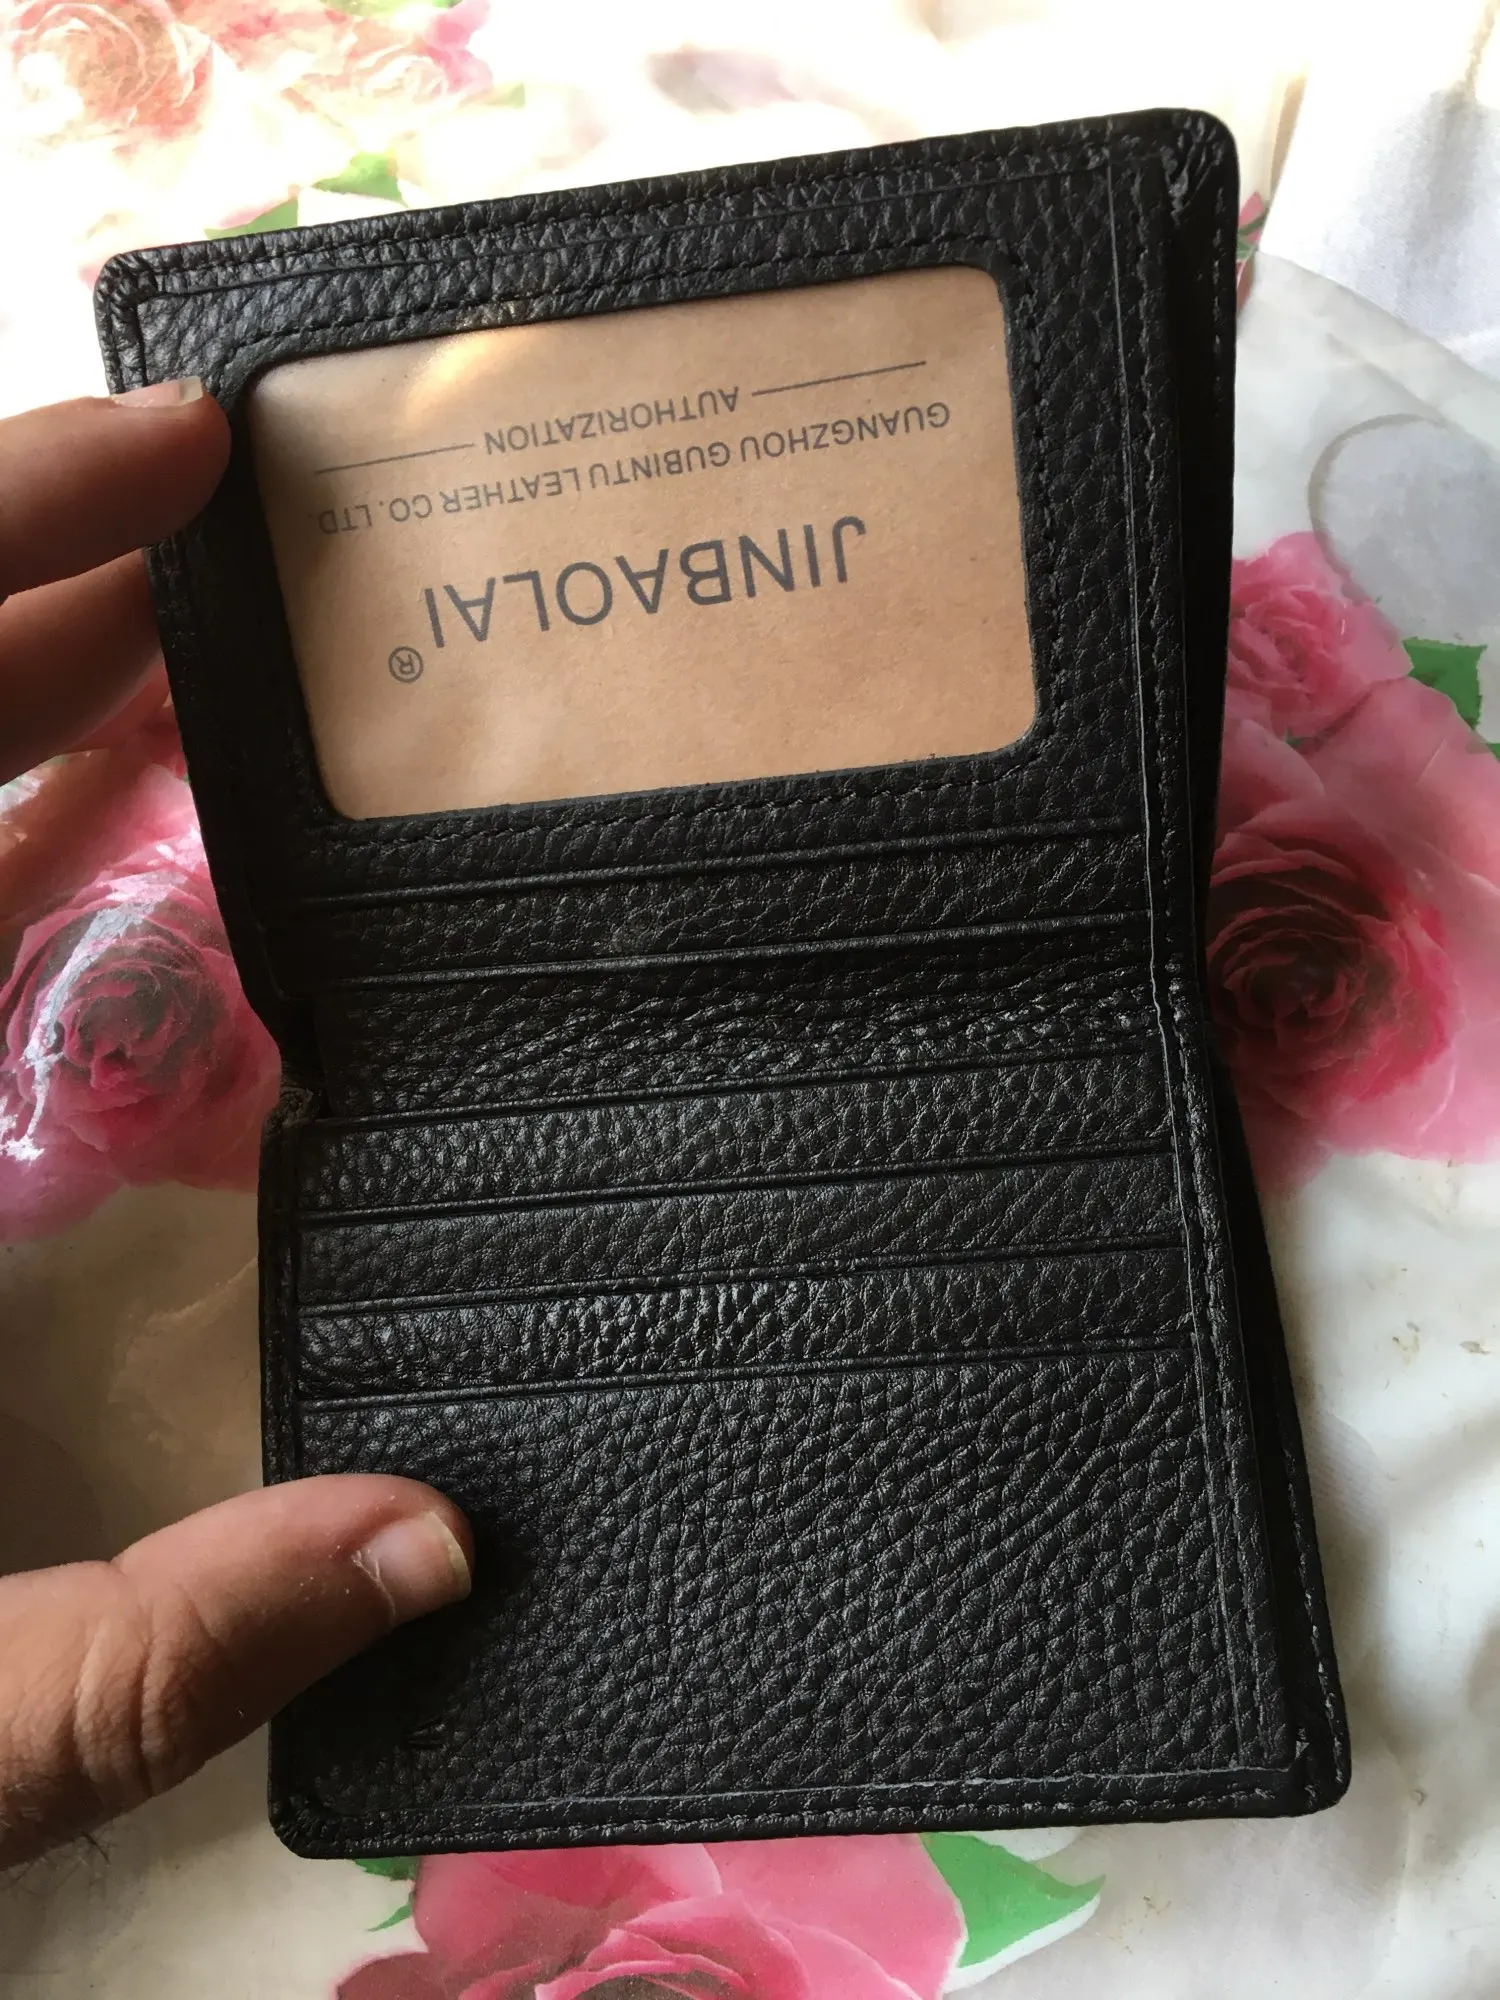 JINBAOLAI®
GUANGZHOU GUBINTU LEATHER CO. LTD.
AUTHORIZATION